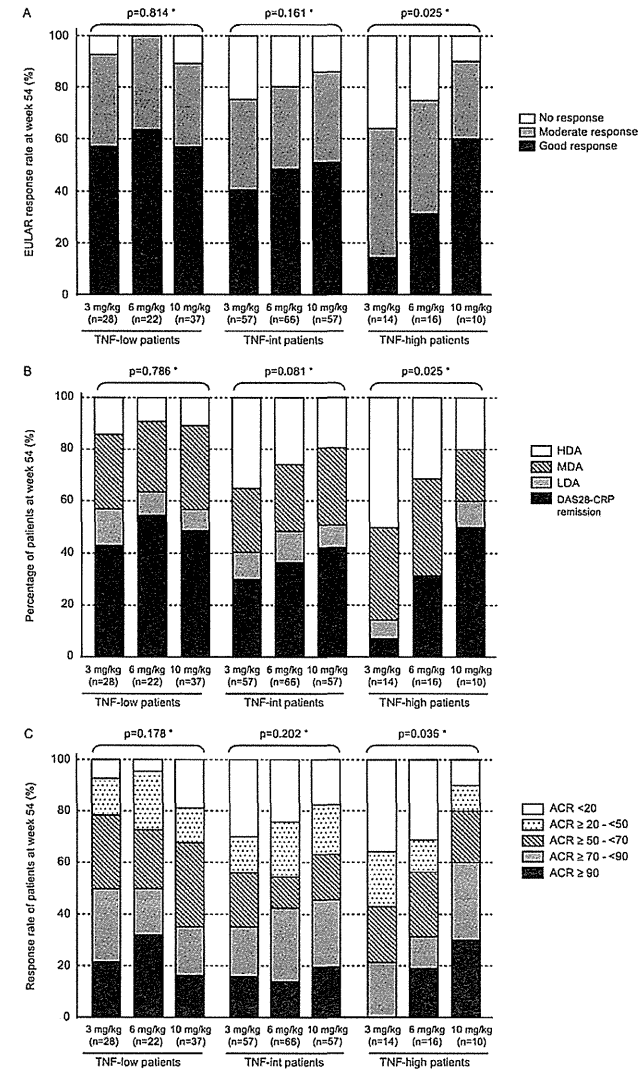 A
p=0.814 * p=0.161 * p=0.025 *
EULAR response rate at week 54 (%)
100
80
60
40
20
0
No response
Moderate response
Good response
3 mg/kg 6 mg/kg 10 mg/kg 3 mg/kg 6 mg/kg 10 mg/kg 3 mg/kg 6 mg/kg 10 mg/kg
(n=28) (n=22) (n=37) (n=57) (n=66) (n=57) (n=14) (n=16) (n=10)
TNF-low patients TNF-int patients TNF-high patients
B
p=0.786 * p=0.081 * p=0.025 *
Percentage of patients at week 54 (%)
100
80
60
40
20
0
HDA
MDA
LDA
DAS28-CRP
remission
3 mg/kg 6 mg/kg 10 mg/kg 3 mg/kg 6 mg/kg 10 mg/kg 3 mg/kg 6 mg/kg 10 mg/kg
(n=28) (n=22) (n=37) (n=57) (n=66) (n=57) (n=14) (n=16) (n=10)
TNF-low patients TNF-int patients TNF-high patients
C
p=0.178 * p=0.202 * p=0.036 *
Response rate of patients at week 54 (%)
100
80
60
40
20
0
ACR <20
ACR ≥ 20 - <50
ACR ≥ 50 - <70
ACR ≥ 70 - <90
ACR ≥ 90
3 mg/kg 6 mg/kg 10 mg/kg 3 mg/kg 6 mg/kg 10 mg/kg 3 mg/kg 6 mg/kg 10 mg/kg
(n=28) (n=22) (n=37) (n=57) (n=66) (n=57) (n=14) (n=16) (n=10)
TNF-low patients TNF-int patients TNF-high patients